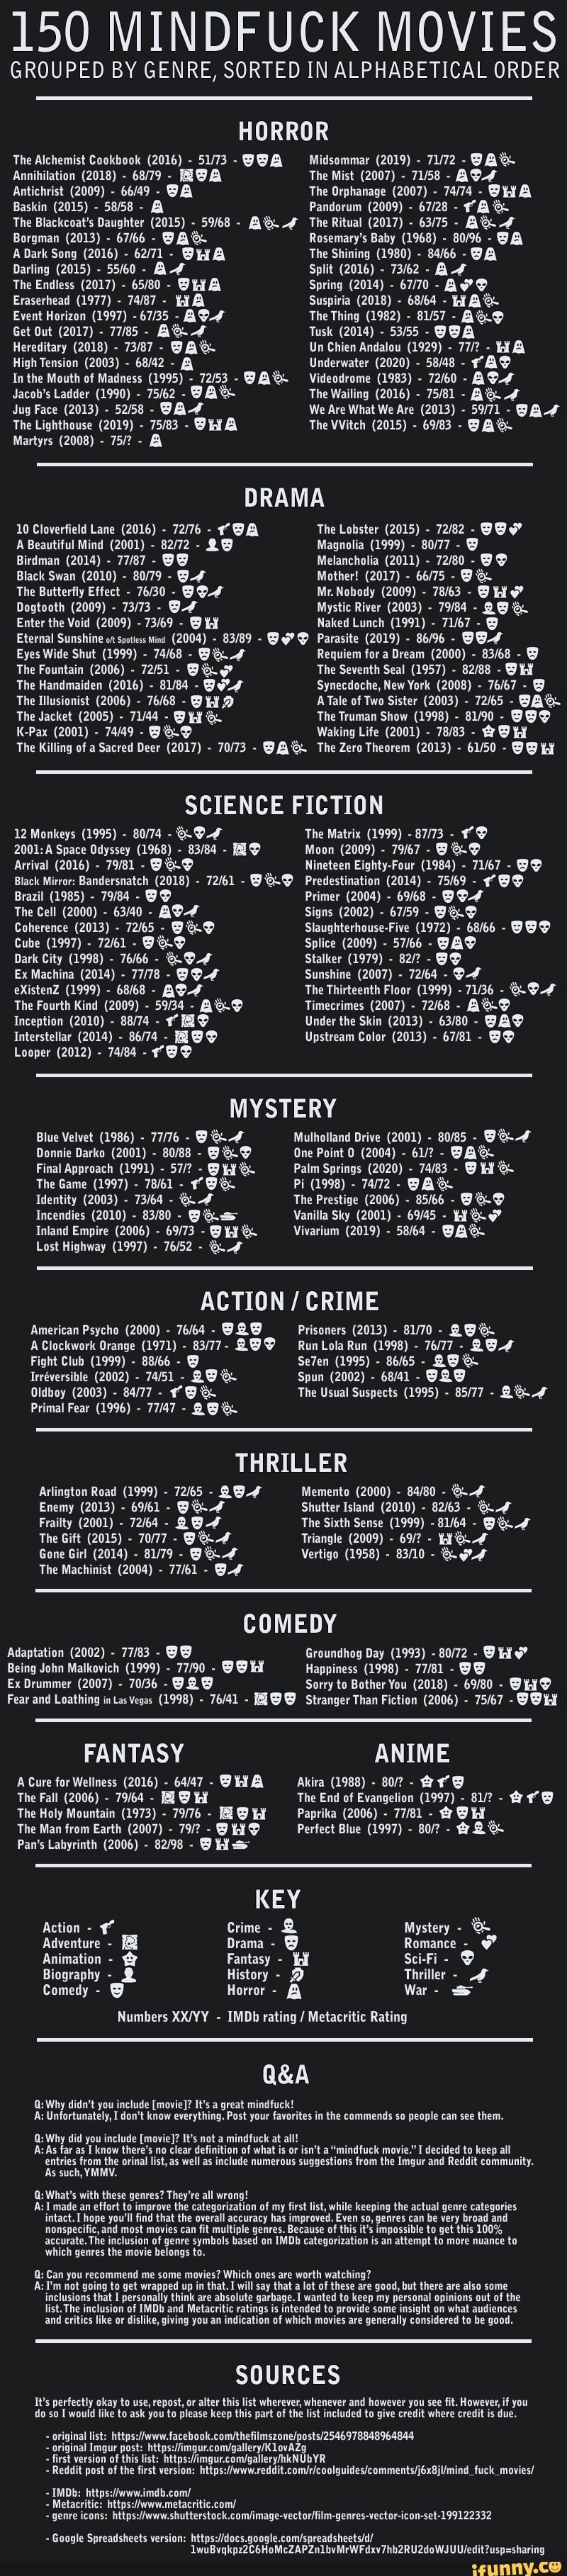 150 MINDFUCK MOVIES
GROUPED BY GENRE, SORTED IN ALPHABETICAL ORDER
HORROR
The Alchemist Cookbook (2016) - 51/73 -
Annihilation (2018) - 68/79 -
Antichrist (2009) - 66/49 -
Baskin (2015) - 58/58 -
The Blackcoat's Daughter (2015) - 59/68 -
Borgman (2013) - 67/66 -
A Dark Song (2016) - 62/71 -
Darling (2015) - 55/60 -
The Endless (2017) - 65/80 -
Eraserhead (1977) - 74/87 -
Event Horizon (1997) - 67/35 -
Get Out (2017) - 77/85 -
Hereditary (2018) - 73/87 -
High Tension (2003) - 68/42 -
In the Mouth of Madness (1995) - 72/53 -
Jacob's Ladder (1990) - 75/62 -
Jug Face (2013) - 52/58 -
The Lighthouse (2019) - 75/83 -
Martyrs (2008) - 75/? -
Midsommar (2019) - 71/72 -
The Mist (2007) - 71/58 -
The Orphanage (2007) - 74/74 -
Pandorum (2009) - 67/28 -
The Ritual (2017) - 63/75 -
Rosemary's Baby (1968) - 80/96 -
The Shining (1980) - 84/66 -
Split (2016) - 73/62 -
Spring (2014) - 67/70 -
Suspiria (2018) - 68/64 -
The Thing (1982) - 81/57 -
Tusk (2014) - 53/55 -
Un Chien Andalou (1929) - 77/? -
Underwater (2020) - 58/48 -
Videodrome (1983) - 72/60 -
The Wailing (2016) - 75/81 -
We Are What We Are (2013) - 59/71 -
The VVitch (2015) - 69/83 -
DRAMA
10 Cloverfield Lane (2016) - 72/76 -
A Beautiful Mind (2001) - 82/72 -
Birdman (2014) - 77/87 -
Black Swan (2010) - 80/79 -
The Butterfly Effect - 76/30 -
Dogtooth (2009) - 73/73 -
Enter the Void (2009) - 73/69 -
Eternal Sunshine o/t Spotless Mind (2004) - 83/89 -
Eyes Wide Shut (1999) - 74/68 -
The Fountain (2006) - 72/51 -
The Handmaiden (2016) - 81/84 -
The Illusionist (2006) - 76/68 -
The Jacket (2005) - 71/44 -
K-Pax (2001) - 74/49 -
The Killing of a Sacred Deer (2017) - 70/73 -
The Lobster (2015) - 72/82 -
Magnolia (1999) - 80/77 -
Melancholia (2011) - 72/80 -
Mother! (2017) - 66/75 -
Mr. Nobody (2009) - 78/63 -
Mystic River (2003) - 79/84 -
Naked Lunch (1991) - 71/67 -
Parasite (2019) - 86/96 -
Requiem for a Dream (2000) - 83/68 -
The Seventh Seal (1957) - 82/88 -
Synecdoche, New York (2008) - 76/67 -
A Tale of Two Sister (2003) - 72/65 -
The Truman Show (1998) - 81/90 -
Waking Life (2001) - 78/83 -
The Zero Theorem (2013) - 61/50 -
SCIENCE FICTION
12 Monkeys (1995) - 80/74 -
2001: A Space Odyssey (1968) - 83/84 -
Arrival (2016) - 79/81 -
Black Mirror: Bandersnatch (2018) - 72/61 -
Brazil (1985) - 79/84 -
The Cell (2000) - 63/40 -
Coherence (2013) - 72/65 -
Cube (1997) - 72/61 -
Dark City (1998) - 76/66 -
Ex Machina (2014) - 77/78 -
eXistenZ (1999) - 68/68 -
The Fourth Kind (2009) - 59/34 -
Inception (2010) - 88/74 -
Interstellar (2014) - 86/74 -
Looper (2012) - 74/84 -
The Matrix (1999) - 87/73 -
Moon (2009) - 79/67 -
Nineteen Eighty-Four (1984) - 71/67 -
Predestination (2014) - 75/69 -
Primer (2004) - 69/68 -
Signs (2002) - 67/59 -
Slaughterhouse-Five (1972) - 68/66 -
Splice (2009) - 57/66 -
Stalker (1979) - 82/? -
Sunshine (2007) - 72/64 -
The Thirteenth Floor (1999) - 71/36 -
Timecrimes (2007) - 72/68 -
Under the Skin (2013) - 63/80 -
Upstream Color (2013) - 67/81 -
MYSTERY
Blue Velvet (1986) - 77/76 -
Donnie Darko (2001) - 80/88 -
Final Approach (1991) - 57/? -
The Game (1997) - 78/61 -
Identity (2003) - 73/64 -
Incendies (2010) - 83/80 -
Inland Empire (2006) - 69/73 -
Lost Highway (1997) - 76/52 -
Mulholland Drive (2001) - 80/85 -
One Point 0 (2004) - 61/? -
Palm Springs (2020) - 74/83 -
Pi (1998) - 74/72 -
The Prestige (2006) - 85/66 -
Vanilla Sky (2001) - 69/45 -
Vivarium (2019) - 58/64 -
ACTION / CRIME
American Psycho (2000) - 76/64 -
A Clockwork Orange (1971) - 83/77 -
Fight Club (1999) - 88/66 -
Irréversible (2002) - 74/51 -
Oldboy (2003) - 84/77 -
Primal Fear (1996) - 77/47 -
Prisoners (2013) - 81/70 -
Run Lola Run (1998) - 76/77 -
Se7en (1995) - 86/65 -
Spun (2002) - 68/41 -
The Usual Suspects (1995) - 85/77 -
THRILLER
Arlington Road (1999) - 72/65 -
Enemy (2013) - 69/61 -
Frailty (2001) - 72/64 -
The Gift (2015) - 70/77 -
Gone Girl (2014) - 81/79 -
The Machinist (2004) - 77/61 -
Memento (2000) - 84/80 -
Shutter Island (2010) - 82/63 -
The Sixth Sense (1999) - 81/64 -
Triangle (2009) - 69/? -
Vertigo (1958) - 83/10 -
COMEDY
Adaptation (2002) - 77/83 -
Being John Malkovich (1999) - 77/90 -
Ex Drummer (2007) - 70/36 -
Fear and Loathing in Las Vegas (1998) - 76/41 -
Groundhog Day (1993) - 80/72 -
Happiness (1998) - 77/81 -
Sorry to Bother You (2018) - 69/80 -
Stranger Than Fiction (2006) - 75/67 -
FANTASY
A Cure for Wellness (2016) - 64/47 -
The Fall (2006) - 79/64 -
The Holy Mountain (1973) - 79/76 -
The Man from Earth (2007) - 79/? -
Pan's Labyrinth (2006) - 82/98 -
ANIME
Akira (1988) - 80/? -
The End of Evangelion (1997) - 81/? -
Paprika (2006) - 77/81 -
Perfect Blue (1997) - 80/? -
KEY
Action -
Adventure -
Animation -
Biography -
Comedy -
Crime -
Drama -
Fantasy -
History -
Horror -
Mystery -
Romance -
Sci-Fi -
Thriller -
War -
Numbers XX/YY - IMDb rating / Metacritic Rating
Q&A
Q: Why didn't you include [movie]? It's a great mindfuck!
A: Unfortunately, I don't know everything. Post your favorites in the commends so people can see them.
Q: Why did you include [movie]? It's not a mindfuck at all!
A: As far as I know there's no clear definition of what is or isn't a "mindfuck movie." I decided to keep all
entries from the orinal list, as well as include numerous suggestions from the Imgur and Reddit community.
As such, YMMV.
Q: What's with these genres? They're all wrong!
A: I made an effort to improve the categorization of my first list, while keeping the actual genre categories
intact. I hope you'll find that the overall accuracy has improved. Even so, genres can be very broad and
nonspecific, and most movies can fit multiple genres. Because of this it's impossible to get this 100%
accurate. The inclusion of genre symbols based on IMDb categorization is an attempt to more nuance to
which genres the movie belongs to.
Q: Can you recommend me some movies? Which ones are worth watching?
A: I'm not going to get wrapped up in that. I will say that a lot of these are good, but there are also some
inclusions that I personally think are absolute garbage. I wanted to keep my personal opinions out of the
list. The inclusion of IMDb and Metacritic ratings is intended to provide some insight on what audiences
and critics like or dislike, giving you an indication of which movies are generally considered to be good.
SOURCES
It's perfectly okay to use, repost, or alter this list wherever, whenever and however you see fit. However, if you
do so I would like to ask you to please keep this part of the list included to give credit where credit is due.
- original list: https://www.facebook.com/thefilmszone/posts/2546978848964844
- original Imgur post: https://imgur.com/gallery/K1ovAZg
- first version of this list: https://imgur.com/gallery/hkNUbYR
- Reddit post of the first version: https://www.reddit.com/r/coolguides/comments/j6x8jl/mind_fuck_movies/
- IMDb: https://www.imdb.com/
- Metacritic: https://www.metacritic.com/
- genre icons: https://www.shutterstock.com/image-vector/film-genres-vector-icon-set-199122332
- Google Spreadsheets version: https://docs.google.com/spreadsheets/d/
1wuBvqkpz2C6HoMcZAPZn1bvMrWFdxv7hb2RU2doWJUU/edit?usp=sharing
ifunny.co